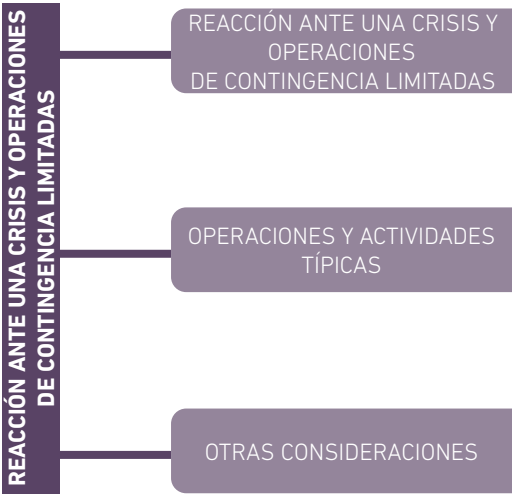 REACCIÓN ANTE UNA CRISIS Y OPERACIONES
DE CONTINGENCIA LIMITADAS
REACCIÓN ANTE UNA CRISIS Y
OPERACIONES
DE CONTINGENCIA LIMITADAS
OPERACIONES Y ACTIVIDADES
TÍPICAS
OTRAS CONSIDERACIONES